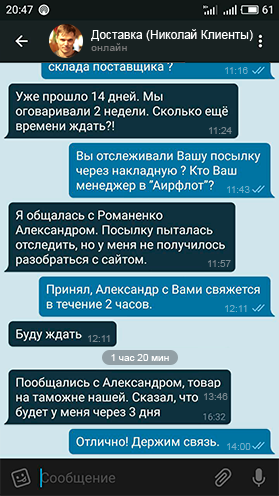 20:47
61
Доставка (Николай Клиенты)
онлайн
склада поставщика ?
11:16
Уже прошло 14 дней. Мы
оговаривали 2 недели. Сколько ещё
времени ждать?!
11:24
Вы отслеживали Вашу посылку
через накладную ? Кто Ваш
менеджер в "Аирфлот"?
11:43
Я общалась с Романенко
Александром. Посылку пыталась
отследить, но у меня не получилось
разобраться с сайтом.
11:57
Принял, Александр с Вами свяжется
в течение 2 часов.
12:11
Буду ждать 12:11
1 час 20 мин
Пообщались с Александром, товар
на таможне нашей. Сказал, что 13:46
будет у меня через 3 дня
16:32
Отлично! Держим связь. 14:00
Сообщение